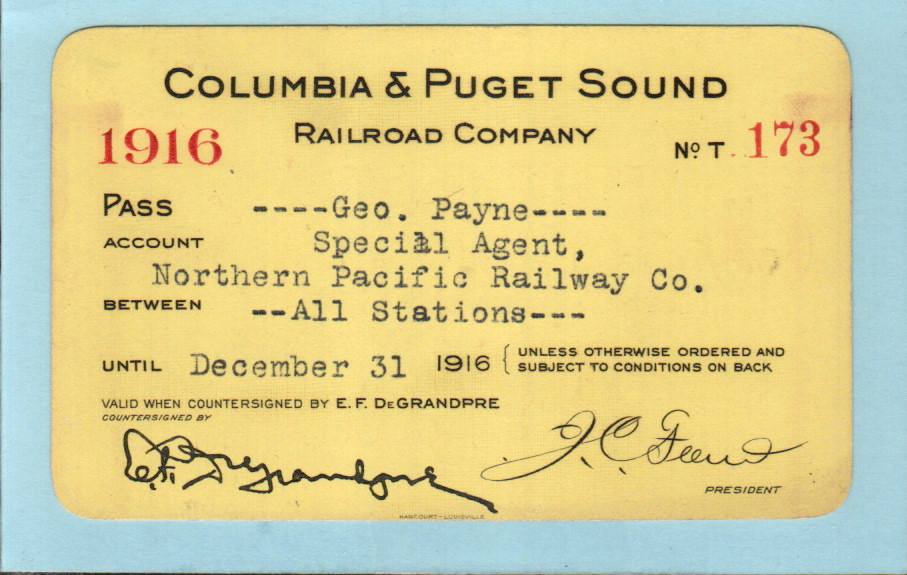 COLUMBIA & PUGET SOUND
RAILROAD COMPANY
1916
No T 173
PASS ----Geo. Payne----
ACCOUNT Special Agent,
Northern Pacific Railway Co.
BETWEEN --All Stations---
UNTIL December 31 1916 { UNLESS OTHERWISE ORDERED AND
SUBJECT TO CONDITIONS ON BACK
VALID WHEN COUNTERSIGNED BY E. F. DEGRANDPRE
COUNTERSIGNED BY
E. F. DeGrandpre
PRESIDENT
HARCOURT-LOUISVILLE